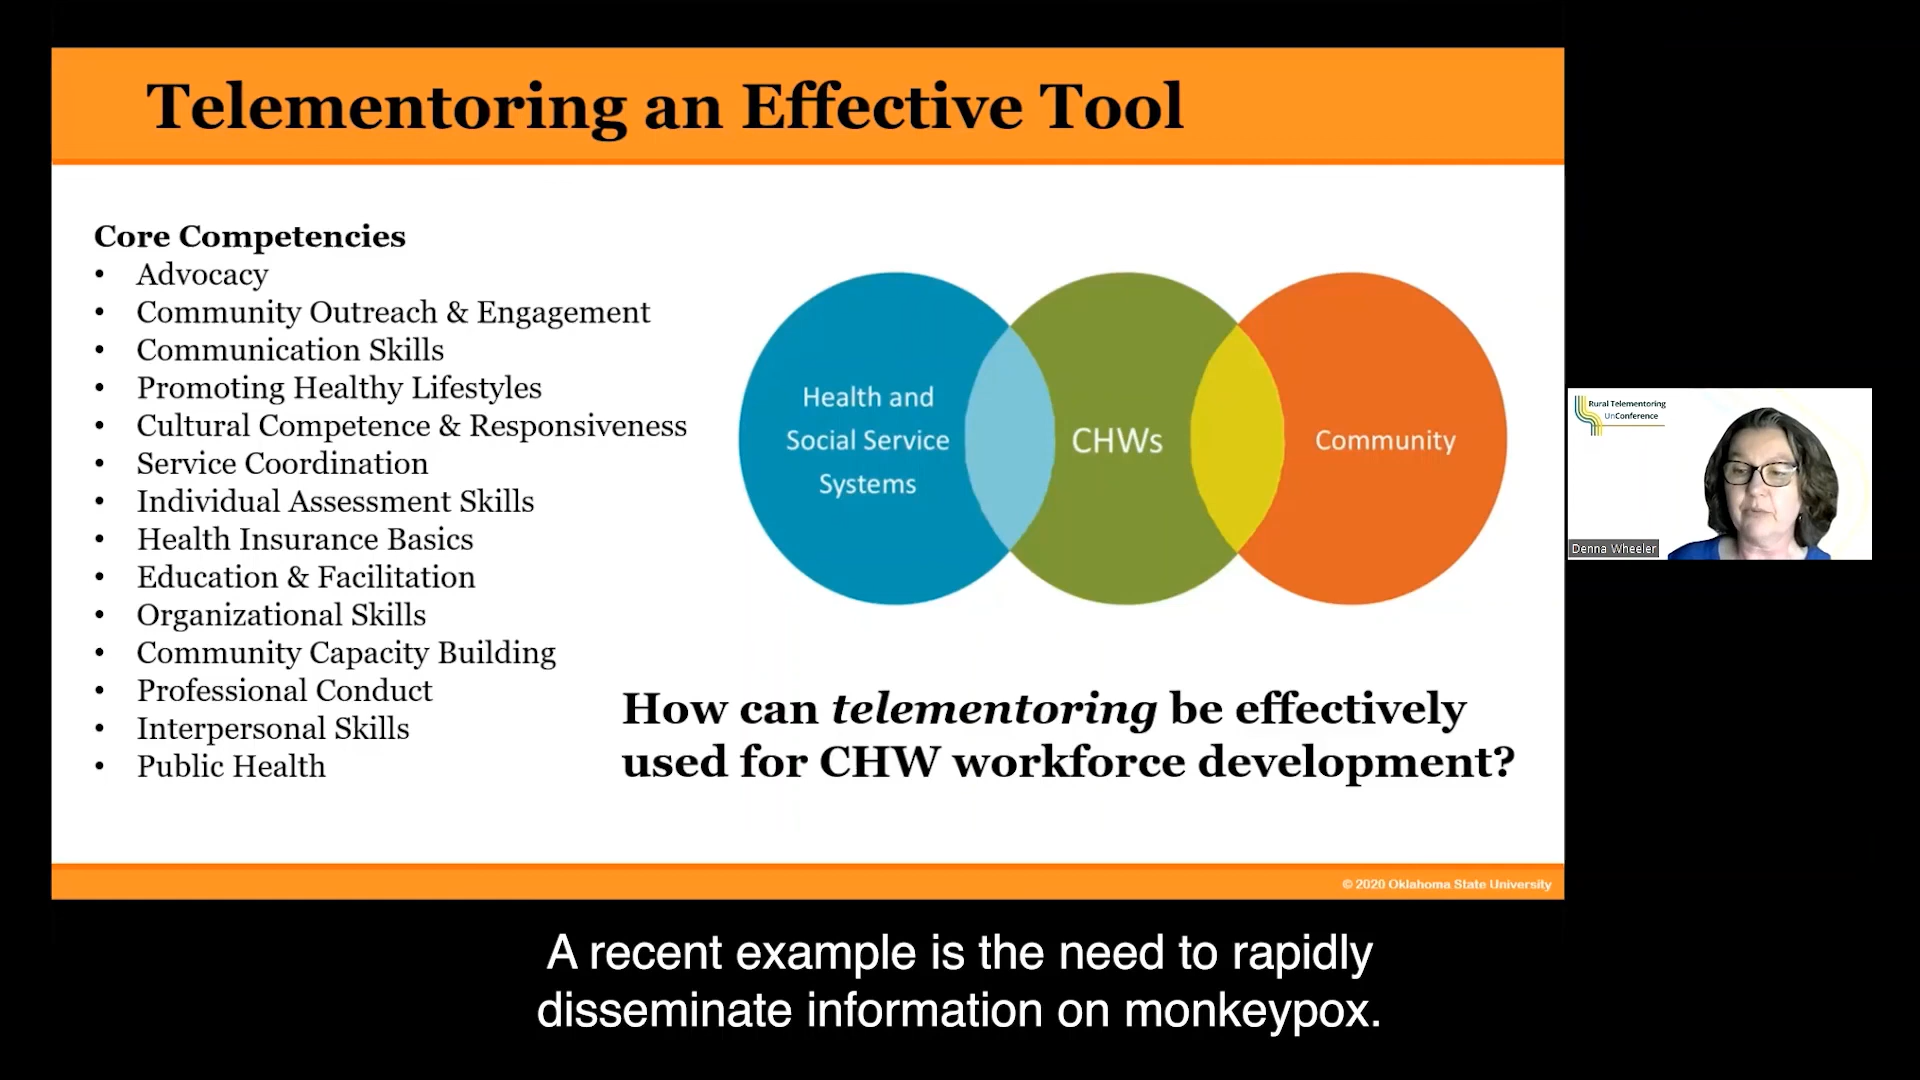 Telementoring an Effective Tool
Core Competencies
• Advocacy
• Community Outreach & Engagement
• Communication Skills
• Promoting Healthy Lifestyles
• Cultural Competence & Responsiveness
• Service Coordination
• Individual Assessment Skills
• Health Insurance Basics
• Education & Facilitation
• Organizational Skills
• Community Capacity Building
• Professional Conduct
• Interpersonal Skills
• Public Health
Health and
Social Service
Systems
CHWs
Community
How can telementoring be effectively
used for CHW workforce development?
© 2020 Oklahoma State University
Rural Telementoring
UnConference
Denna Wheeler
A recent example is the need to rapidly
disseminate information on monkeypox.